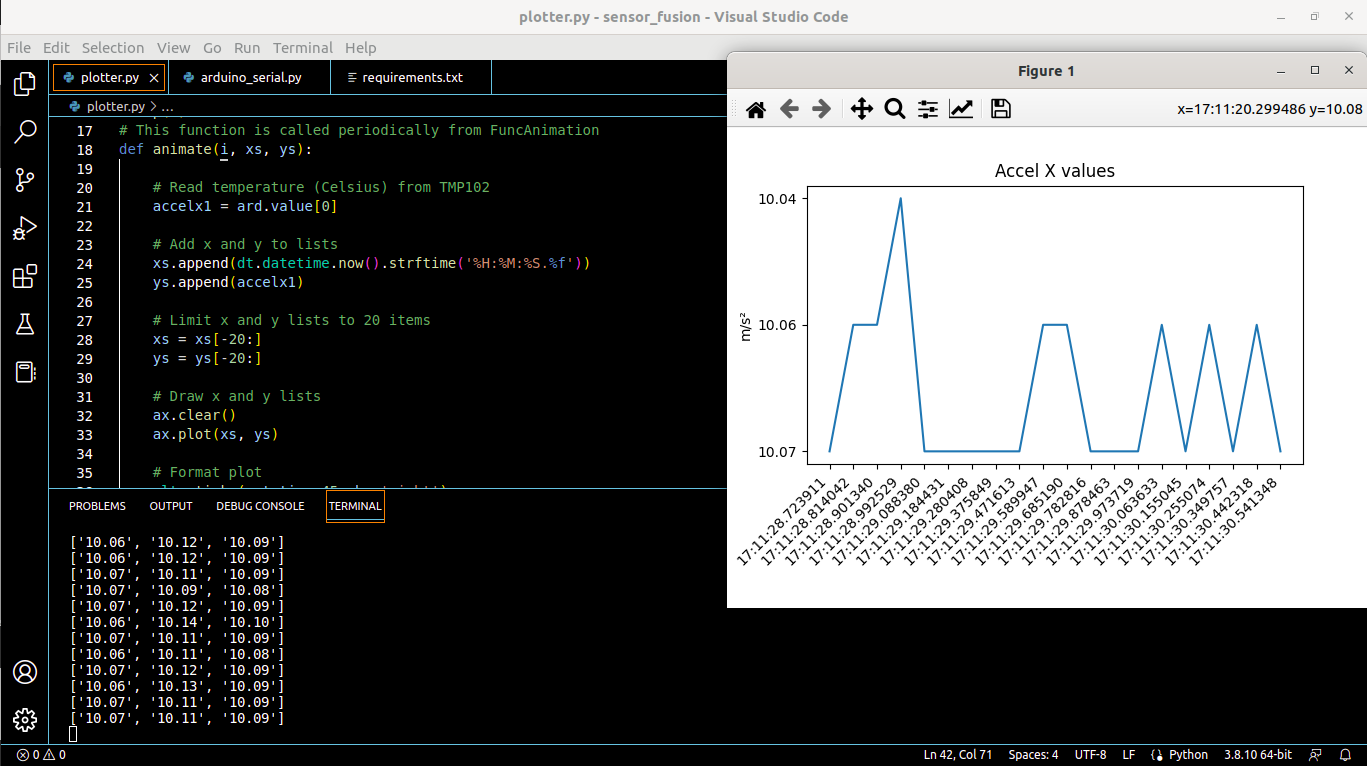 plotter.py - sensor_fusion - Visual Studio Code
File Edit Selection View Go Run Terminal Help
plotter.py
arduino_serial.py
requirements.txt
plotter.py > ...
17 # This function is called periodically from FuncAnimation
18 def animate(i, xs, ys):
19
20 # Read temperature (Celsius) from TMP102
21 accelx1 = ard.value[0]
22
23 # Add x and y to lists
24 xs.append(dt.datetime.now().strftime('%H:%M:%S.%f'))
25 ys.append(accelx1)
26
27 # Limit x and y lists to 20 items
28 xs = xs[-20:]
29 ys = ys[-20:]
30
31 # Draw x and y lists
32 ax.clear()
33 ax.plot(xs, ys)
34
35 # Format plot
PROBLEMS OUTPUT DEBUG CONSOLE TERMINAL
['10.06', '10.12', '10.09']
['10.06', '10.12', '10.09']
['10.07', '10.11', '10.09']
['10.07', '10.09', '10.08']
['10.07', '10.12', '10.09']
['10.06', '10.14', '10.10']
['10.07', '10.11', '10.09']
['10.06', '10.11', '10.08']
['10.07', '10.12', '10.09']
['10.06', '10.13', '10.09']
['10.07', '10.11', '10.09']
['10.07', '10.11', '10.09']
Figure 1
x=17:11:20.299486 y=10.08
Accel X values
m/s²
10.04
10.06
10.07
17:11:28.723911
17:11:28.814042
17:11:28.901340
17:11:28.992529
17:11:29.088380
17:11:29.184431
17:11:29.280408
17:11:29.375849
17:11:29.471613
17:11:29.589947
17:11:29.685190
17:11:29.782816
17:11:29.878463
17:11:29.973719
17:11:30.063633
17:11:30.155045
17:11:30.255074
17:11:30.349757
17:11:30.442318
17:11:30.541348
0 0
Ln 42, Col 71 Spaces: 4 UTF-8 LF Python 3.8.10 64-bit